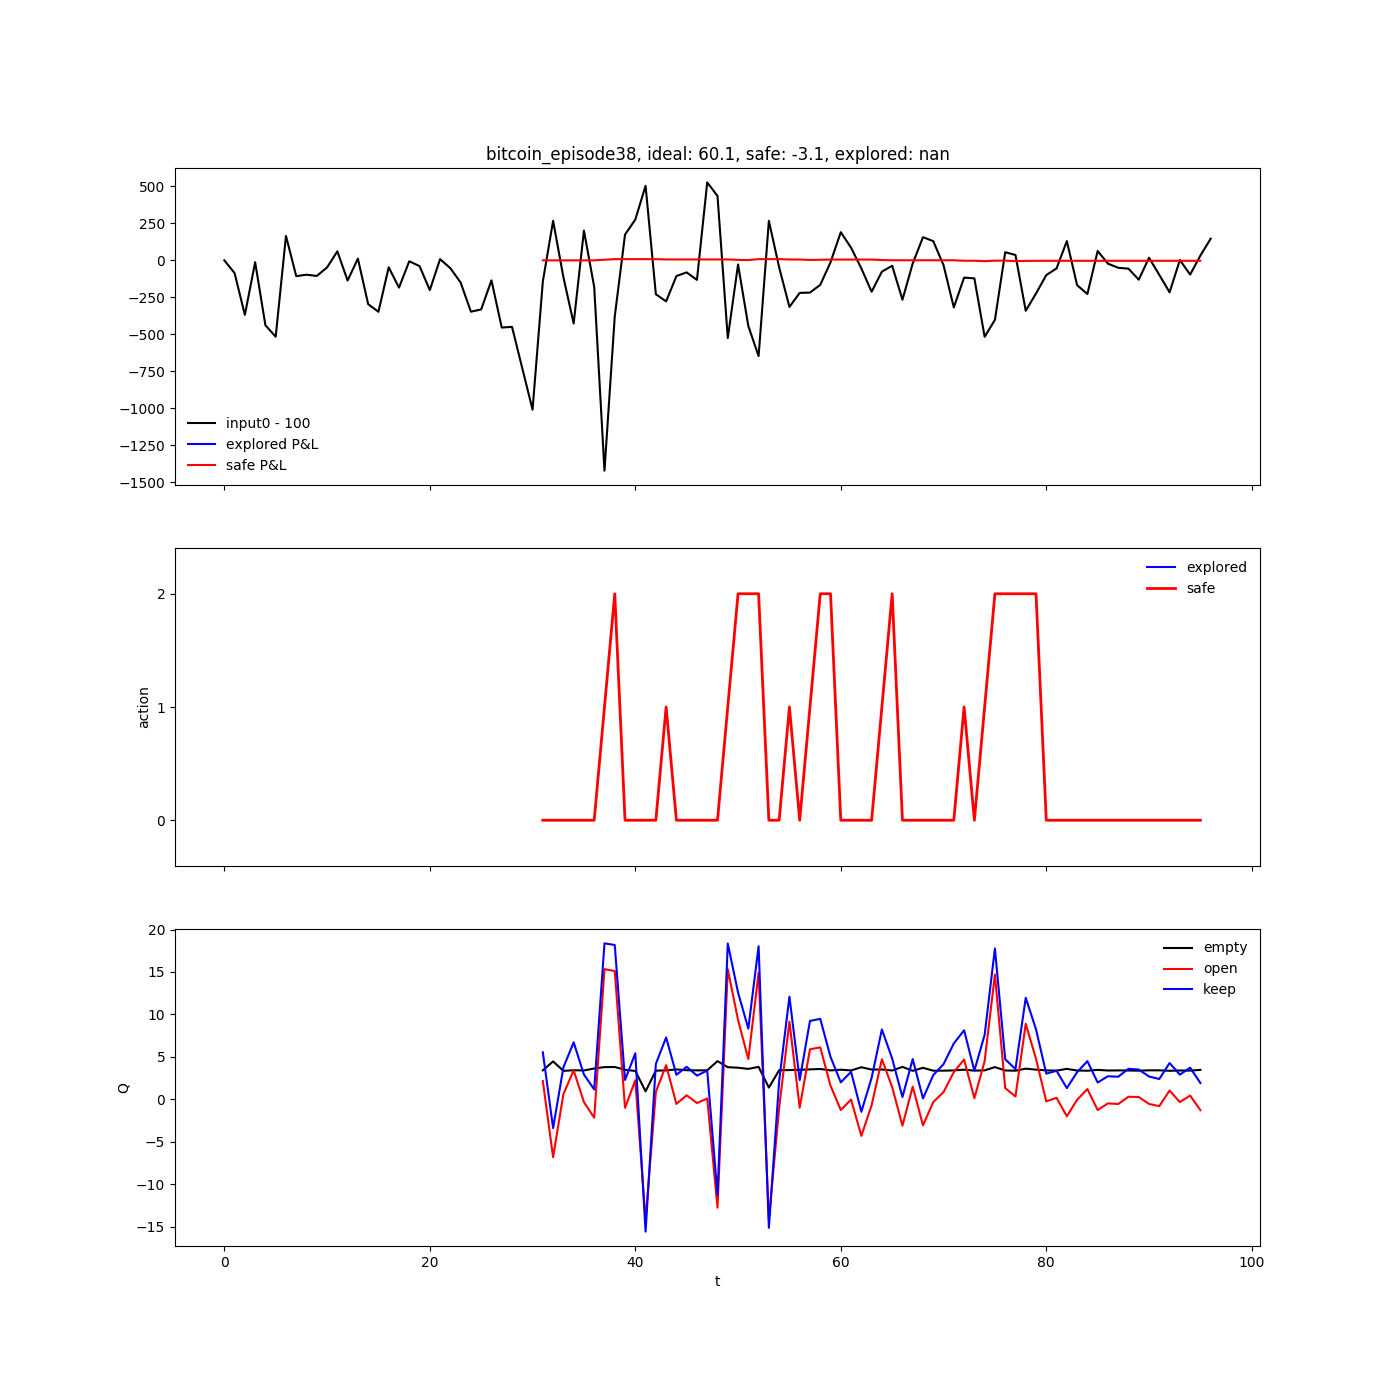 bitcoin_episode38, ideal: 60.1, safe: -3.1, explored: nan
500
250
0
−250
−500
−750
−1000
−1250
−1500
input0 - 100
explored P&L
safe P&L
action
2
1
0
explored
safe
Q
20
15
10
5
0
−5
−10
−15
empty
open
keep
0 20 40 60 80 100
t